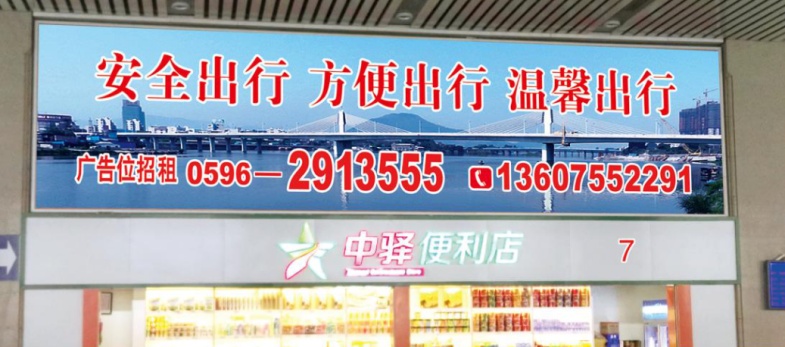 安全出行 方便出行 温馨出行
广告位招租 0596—2913555 13607552291
中驿便利店
7